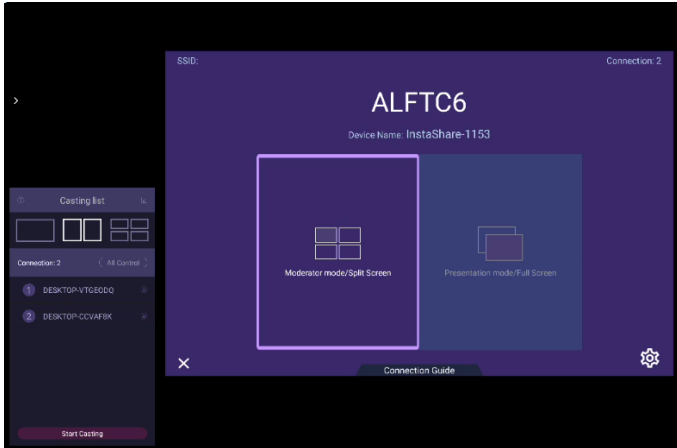 SSID:
Connection: 2
ALFTC6
Device Name: InstaShare-1153
Moderator mode/Split Screen
Presentation mode/Full Screen
Connection Guide
Casting list
Connection: 2
All Control
1 DESKTOP-VTGEODQ
2 DESKTOP-CCVAF8K
Start Casting